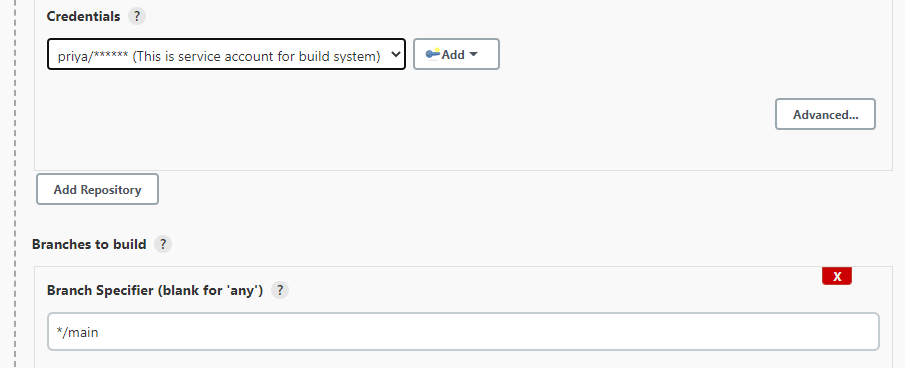 Credentials ?
priya/****** (This is service account for build system) Add
Advanced...
Add Repository
Branches to build ?
X
Branch Specifier (blank for 'any') ?
*/main